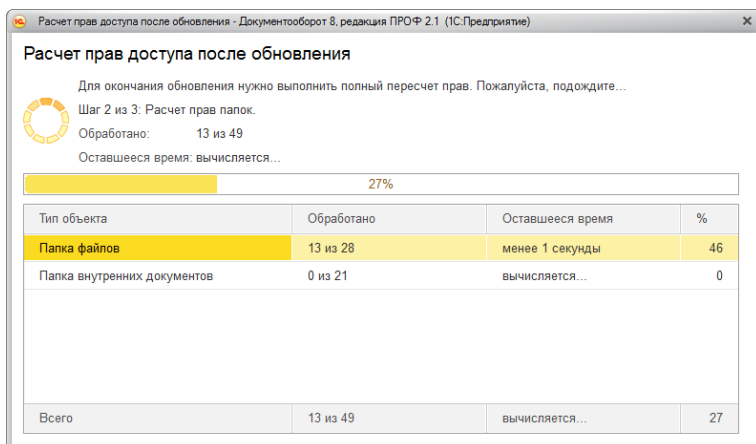 Расчет прав доступа после обновления - Документооборот 8, редакция ПРОФ 2.1 (1С:Предприятие)
Расчет прав доступа после обновления
Для окончания обновления нужно выполнить полный пересчет прав. Пожалуйста, подождите...
Шаг 2 из 3: Расчет прав папок.
Обработано: 13 из 49
Оставшееся время: вычисляется...
27%
Тип объекта Обработано Оставшееся время %
Папка файлов 13 из 28 менее 1 секунды 46
Папка внутренних документов 0 из 21 вычисляется... 0
Всего 13 из 49 вычисляется... 27